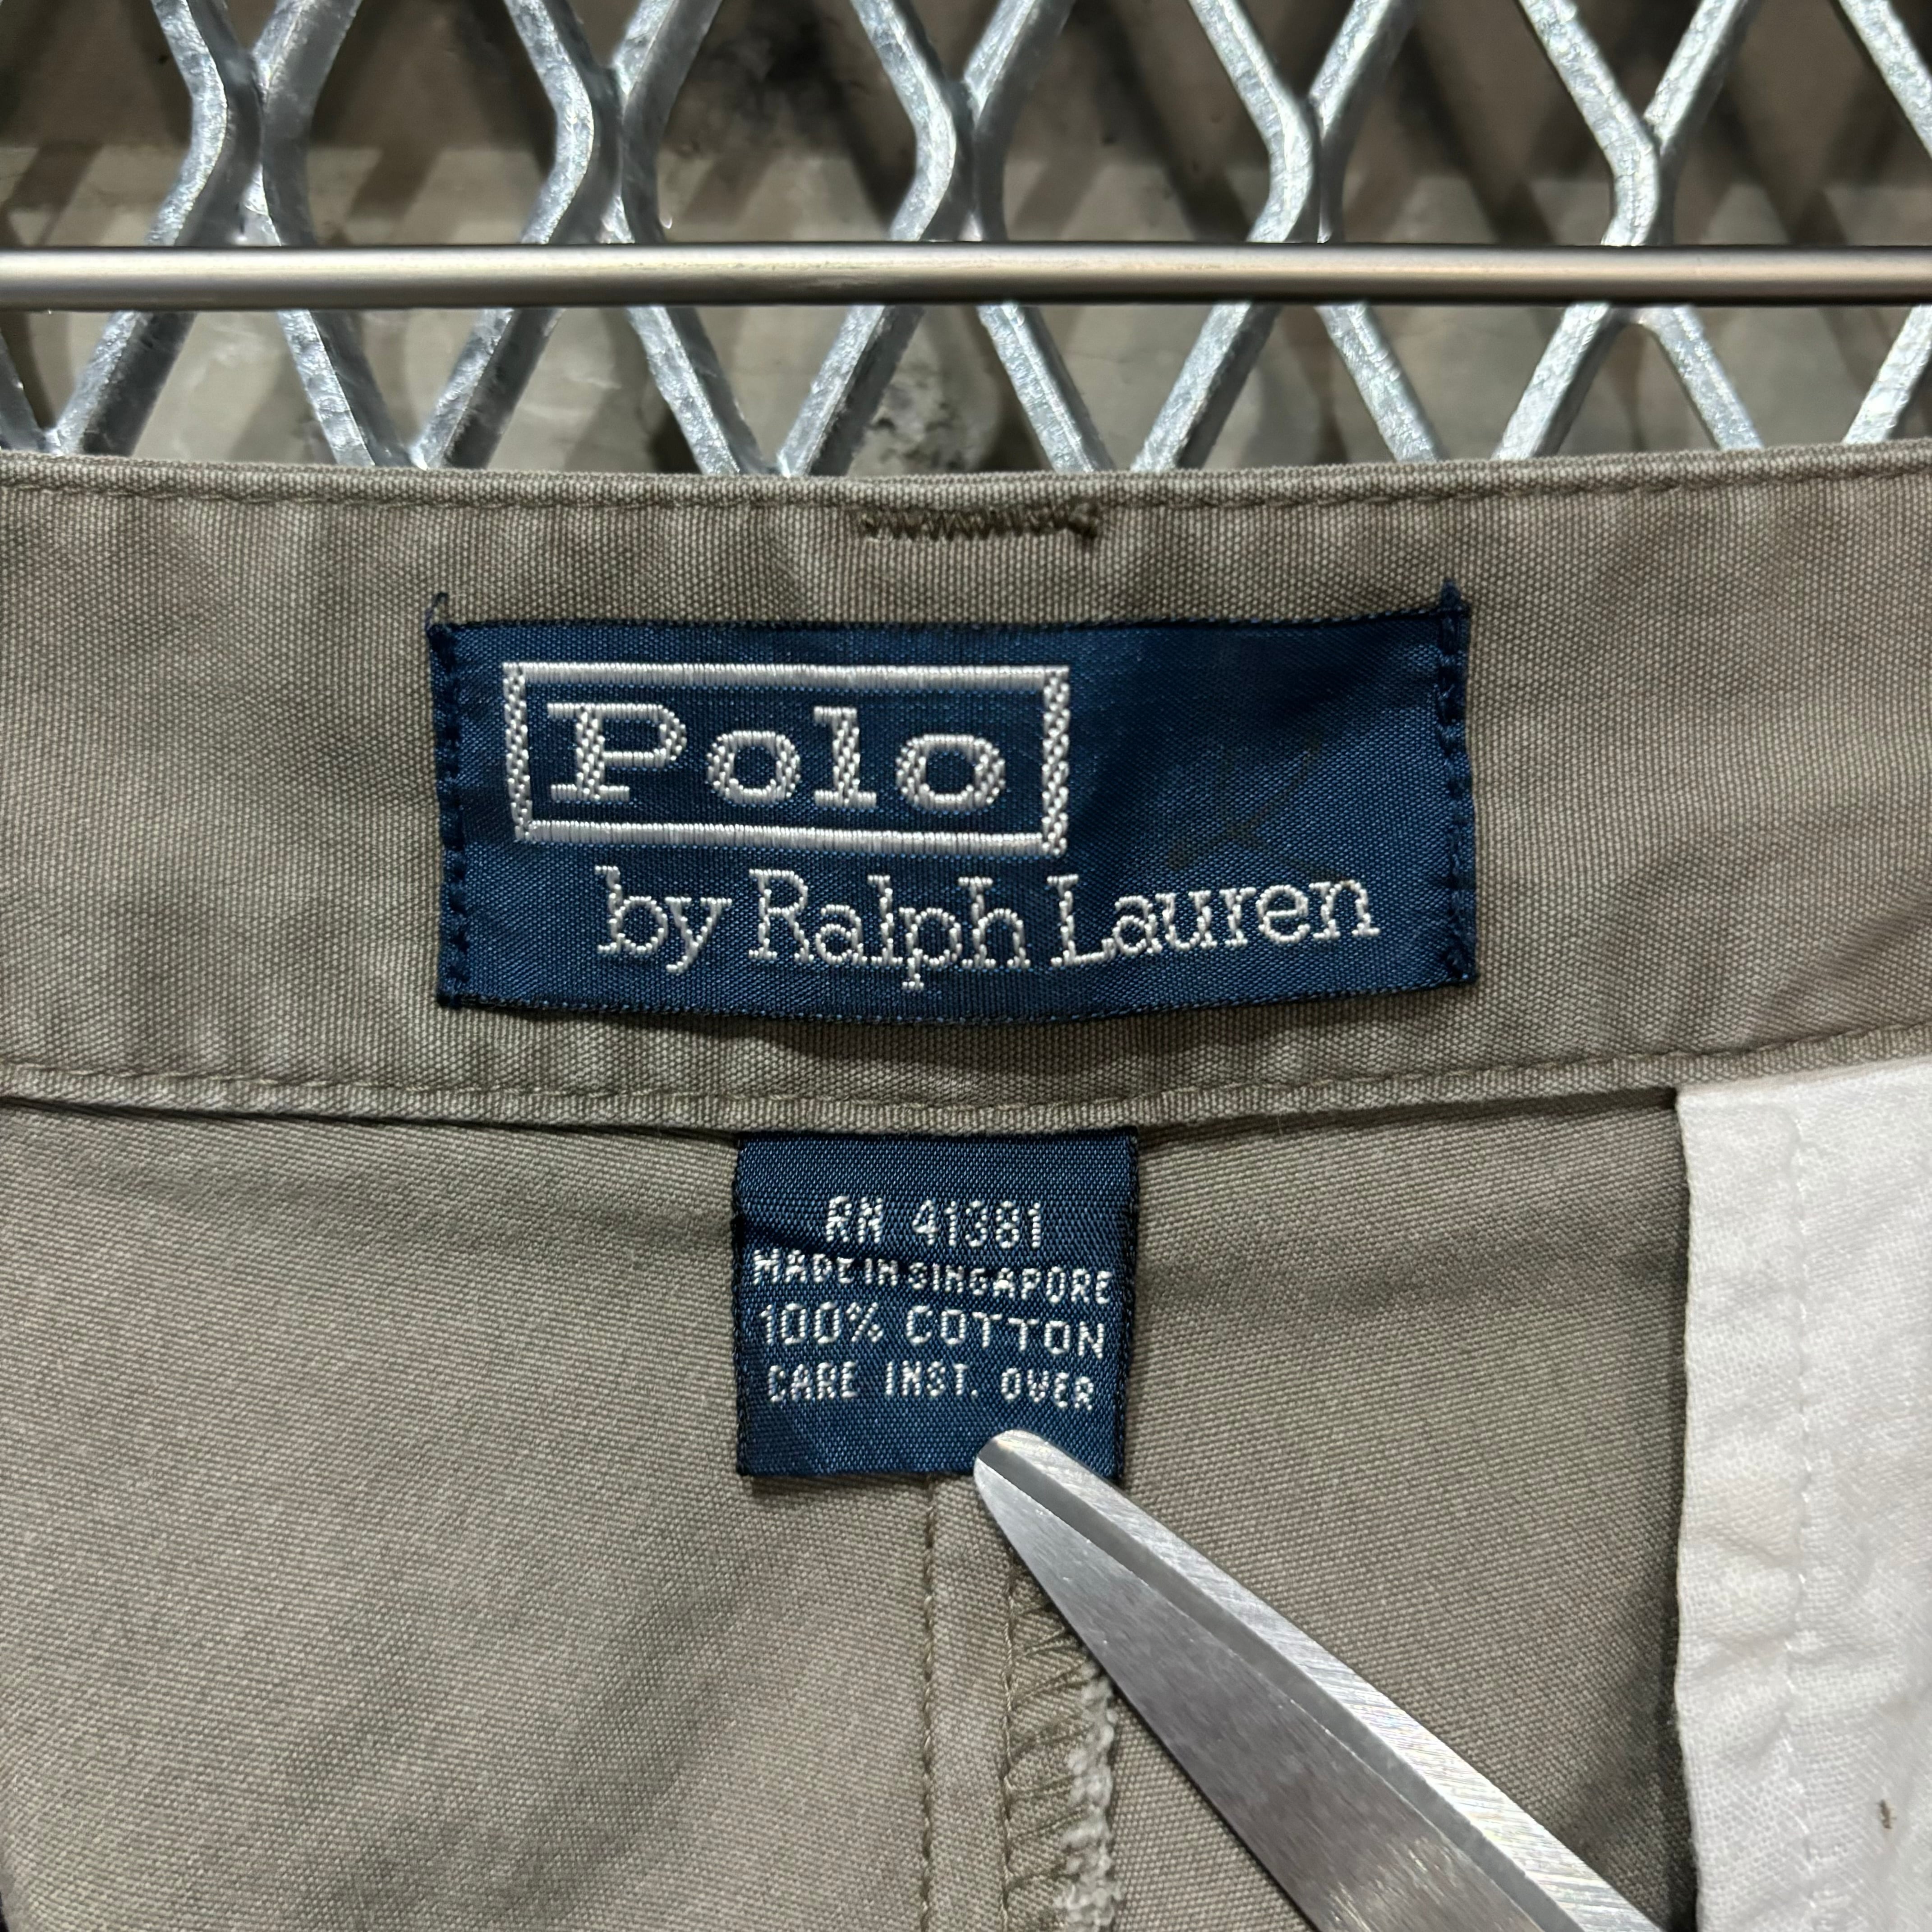 Polo
by Ralph Lauren
RN 41381
MADE IN SINGAPORE
100% COTTON
CARE INST. OVER